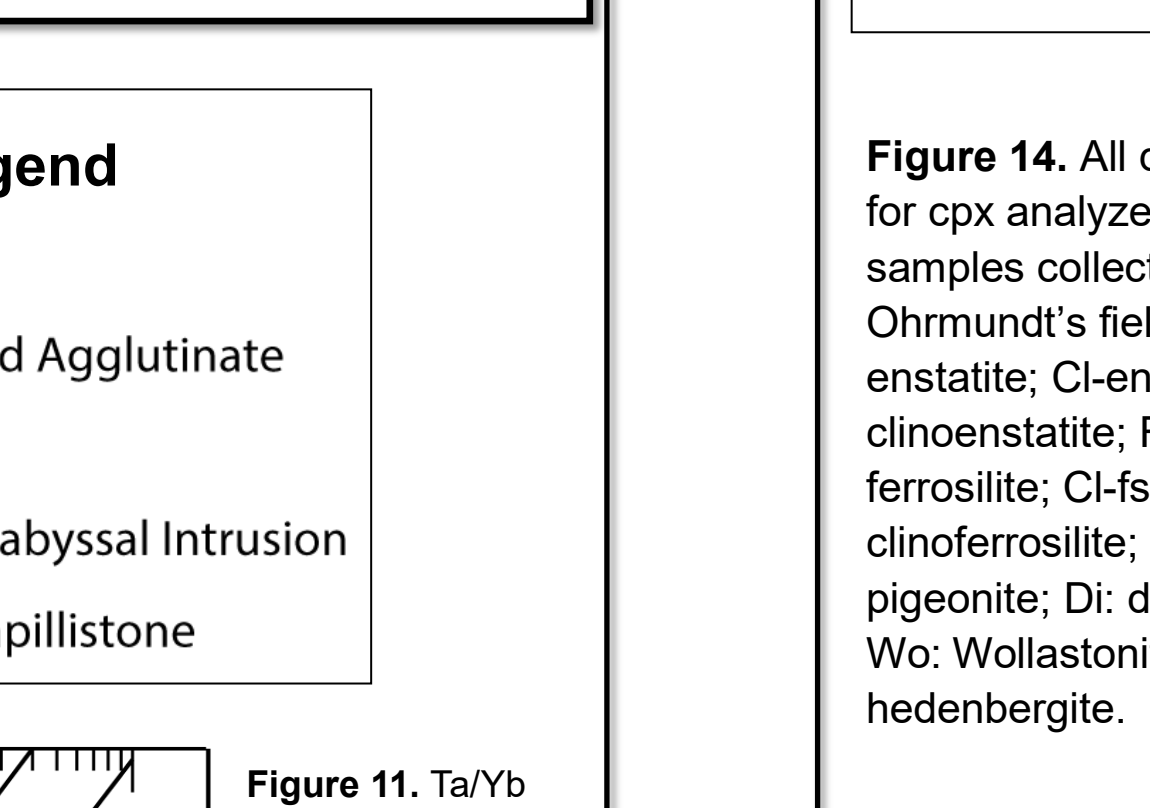 gend
d Agglutinate
abyssal Intrusion
pillistone
Figure 11. Ta/Yb
Figure 14. All
for cpx analyze
samples collect
Ohrmundt's fiel
enstatite; Cl-en
clinoenstatite;
ferrosilite; Cl-fs
clinoferrosilite;
pigeonite; Di: d
Wo: Wollastoni
hedenbergite.